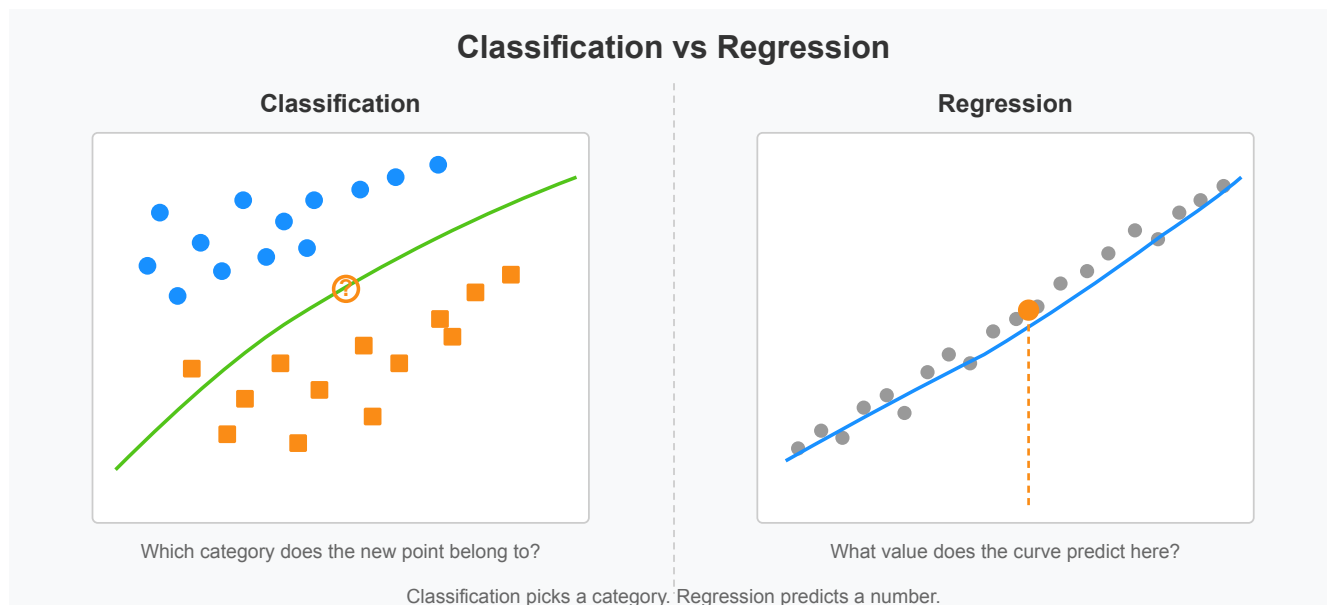 Classification vs Regression
Classification
?
Which category does the new point belong to?
Regression
What value does the curve predict here?
Classification picks a category. Regression predicts a number.